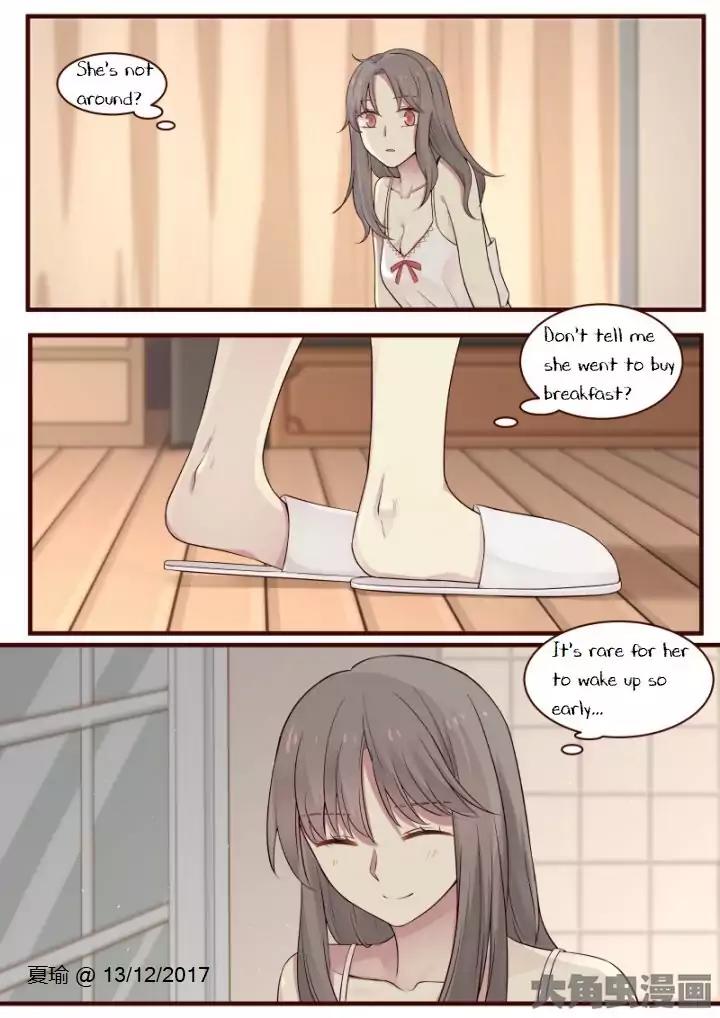 She's not
around?
Don't tell me
she went to buy
breakfast?
It's rare for her
to wake up so
early...
夏瑜 @ 13/12/2017
大角虫漫画